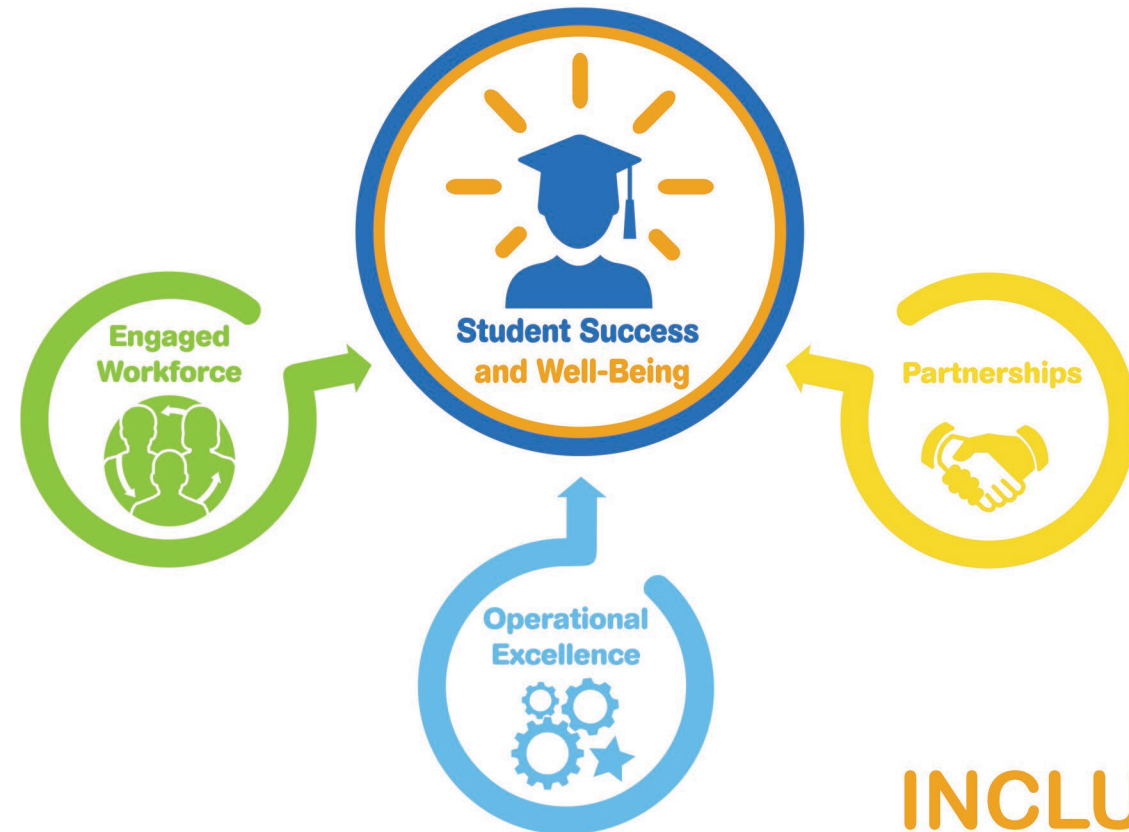 Student Success
and Well-Being
Engaged
Workforce
Partnerships
Operational
Excellence
INCLU